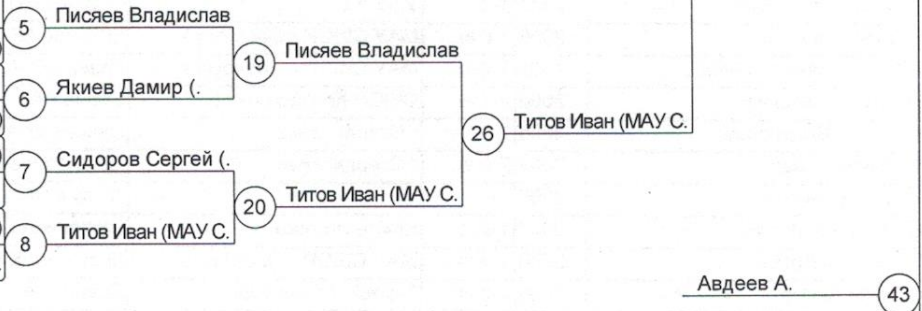 5 Писяев Владислав
19 Писяев Владислав
6 Якиев Дамир (.
26 Титов Иван (МАУ С.
7 Сидоров Сергей (.
20 Титов Иван (МАУ С.
8 Титов Иван (МАУ С.
Авдеев А. 43